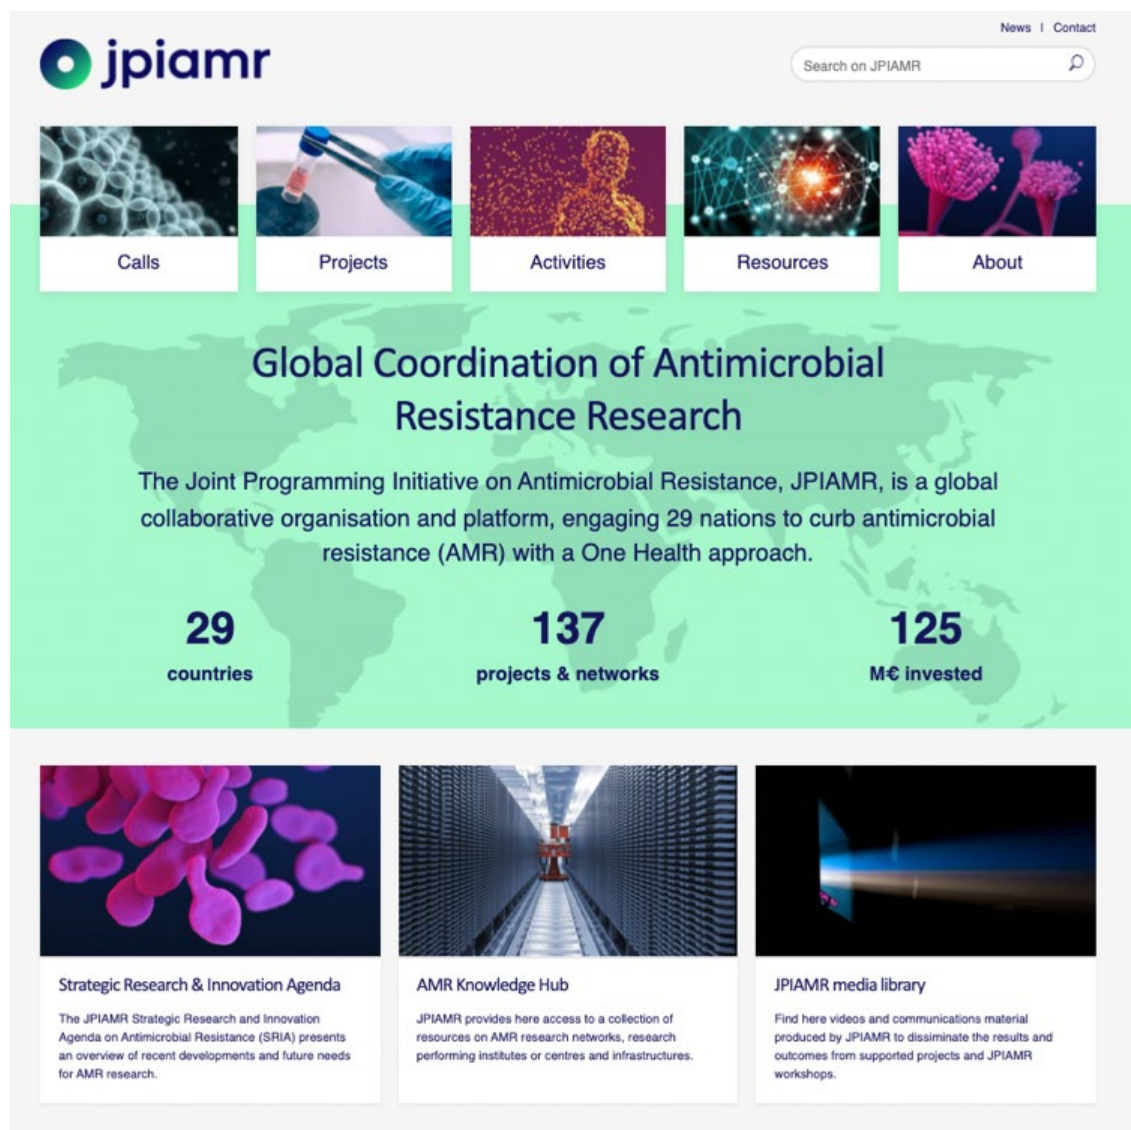 News | Contact
jpiamr
Search on JPIAMR
Calls
Projects
Activities
Resources
About
Global Coordination of Antimicrobial
Resistance Research
The Joint Programming Initiative on Antimicrobial Resistance, JPIAMR, is a global
collaborative organisation and platform, engaging 29 nations to curb antimicrobial
resistance (AMR) with a One Health approach.
29
countries
137
projects & networks
125
M€ invested
Strategic Research & Innovation Agenda
The JPIAMR Strategic Research and Innovation
Agenda on Antimicrobial Resistance (SRIA) presents
an overview of recent developments and future needs
for AMR research.
AMR Knowledge Hub
JPIAMR provides here access to a collection of
resources on AMR research networks, research
performing institutes or centres and infrastructures.
JPIAMR media library
Find here videos and communications material
produced by JPIAMR to dissiminate the results and
outcomes from supported projects and JPIAMR
workshops.